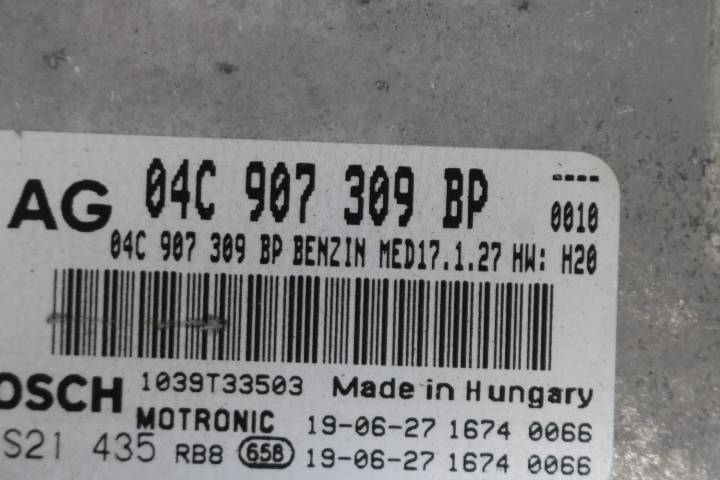 AG 04C 907 309 BP ----
0010
04C 907 309 BP BENZIN MED17.1.27 HW: H20
OSCH 1039T33503 Made in Hungary
MOTRONIC 19-06-27 1674 0066
S21 435 RB8 658 19-06-27 1674 0066